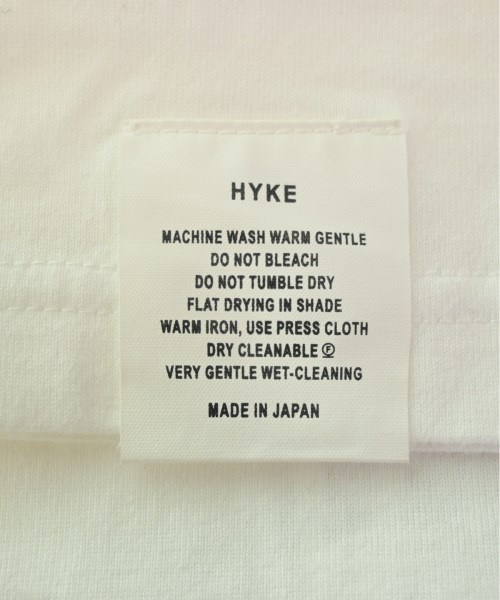 HYKE
MACHINE WASH WARM GENTLE
DO NOT BLEACH
DO NOT TUMBLE DRY
FLAT DRYING IN SHADE
WARM IRON, USE PRESS CLOTH
DRY CLEANABLE Ⓕ
VERY GENTLE WET-CLEANING
MADE IN JAPAN